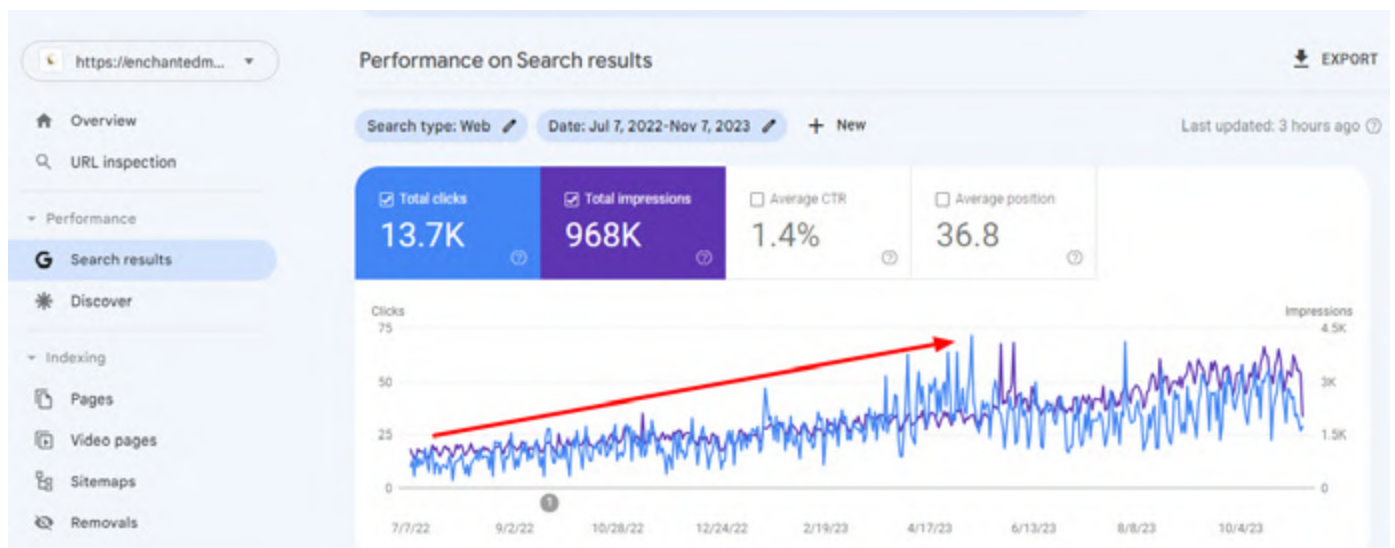 https://enchantedm...
Overview
URL inspection
Performance
Search results
Discover
Indexing
Pages
Video pages
Sitemaps
Removals
Performance on Search results
EXPORT
Search type: Web
Date: Jul 7, 2022-Nov 7, 2023
+ New
Last updated: 3 hours ago
Total clicks
13.7K
Total impressions
968K
Average CTR
1.4%
Average position
36.8
Clicks
75
50
25
0
Impressions
4.5K
3K
1.5K
0
1
7/7/22 9/2/22 10/28/22 12/24/22 2/19/23 4/17/23 6/13/23 8/8/23 10/4/23